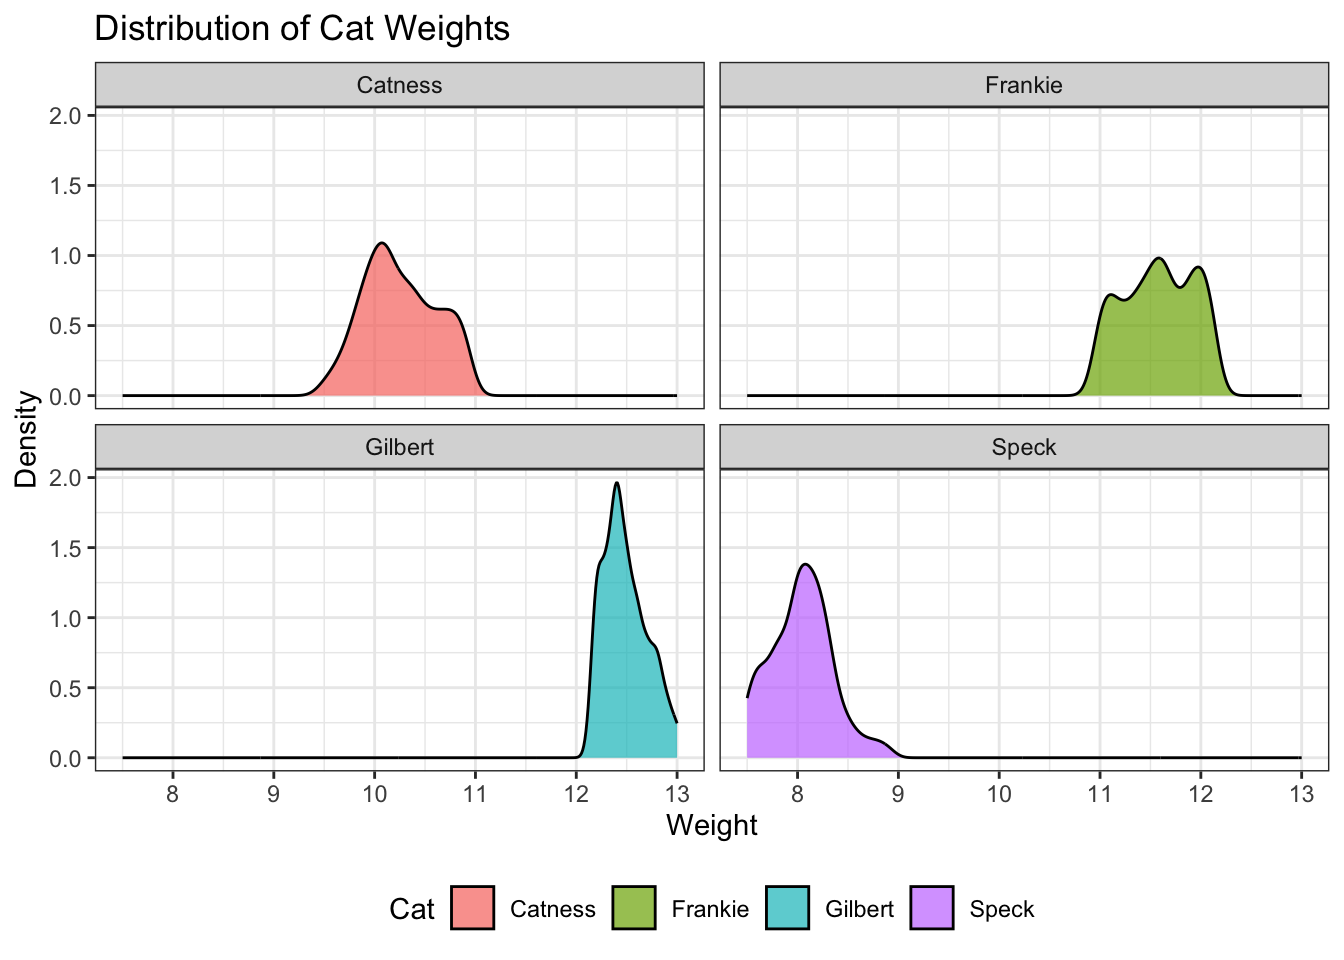 Distribution of Cat Weights
Catness Frankie
2.0
1.5
1.0
0.5
0.0
Gilbert Speck
2.0
1.5
1.0
0.5
0.0
Density
8 9 10 11 12 13 8 9 10 11 12 13
Weight
Cat Catness Frankie Gilbert Speck